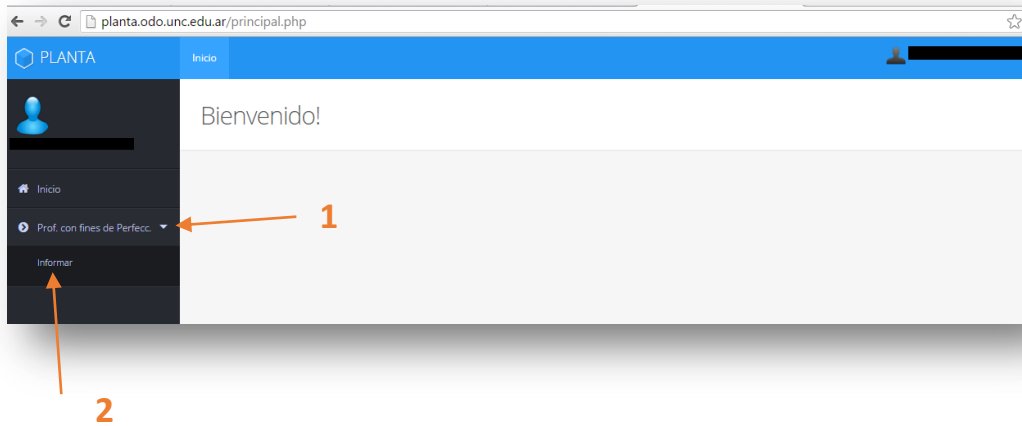 planta.odo.unc.edu.ar/principal.php
PLANTA
Inicio
Bienvenido!
Inicio
Prof. con fines de Perfecc.
1
Informar
2